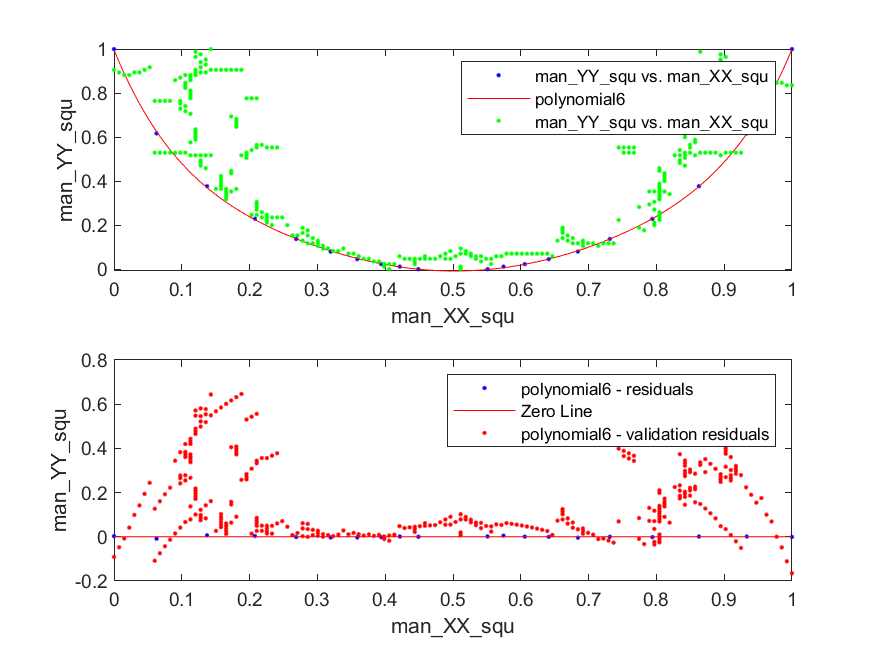 1
0.8
0.6
0.4
0.2
0
man_YY_squ
man_YY_squ vs. man_XX_squ
polynomial6
man_YY_squ vs. man_XX_squ
0 0.1 0.2 0.3 0.4 0.5 0.6 0.7 0.8 0.9 1
man_XX_squ
0.8
0.6
0.4
0.2
0
-0.2
man_YY_squ
polynomial6 - residuals
Zero Line
polynomial6 - validation residuals
0 0.1 0.2 0.3 0.4 0.5 0.6 0.7 0.8 0.9 1
man_XX_squ